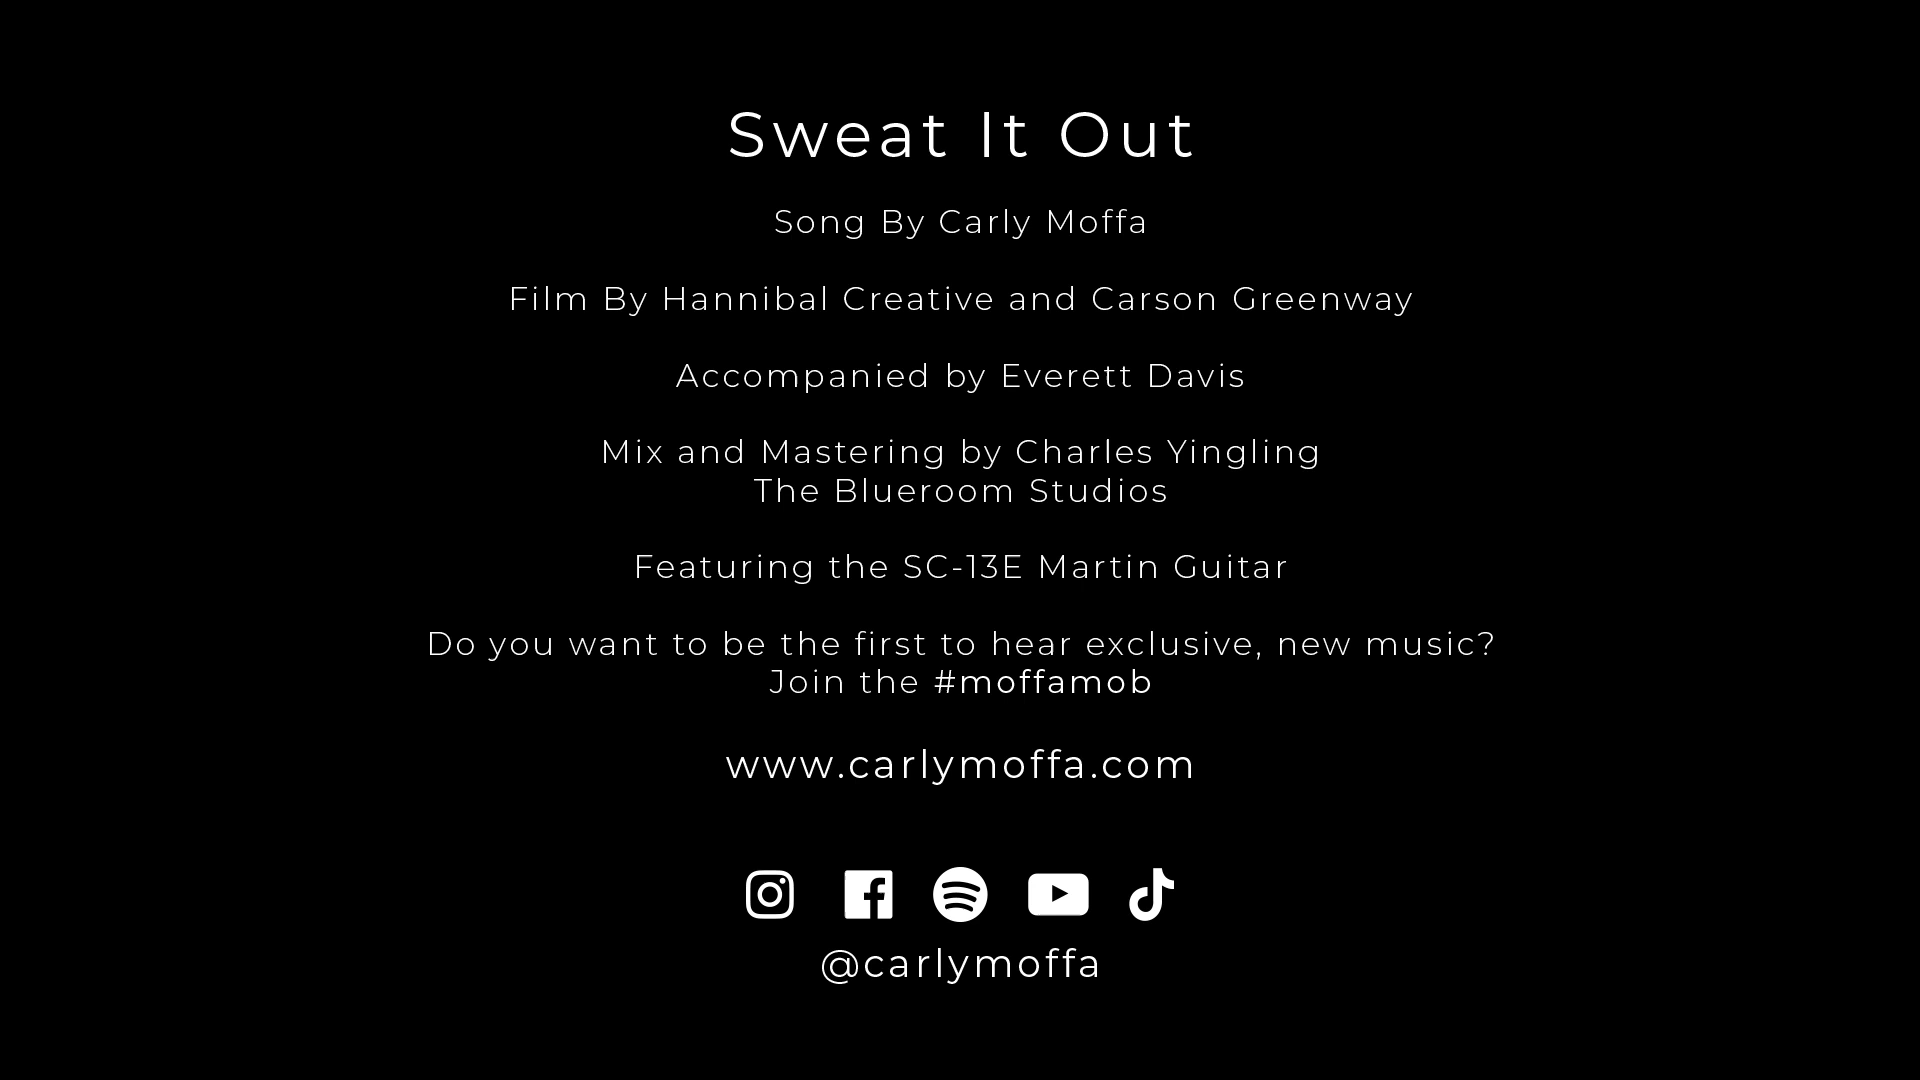 Sweat It Out
Song By Carly Moffa
Film By Hannibal Creative and Carson Greenway
Accompanied by Everett Davis
Mix and Mastering by Charles Yingling
The Blueroom Studios
Featuring the SC-13E Martin Guitar
Do you want to be the first to hear exclusive, new music?
Join the #moffamob
www.carlymoffa.com
@carlymoffa